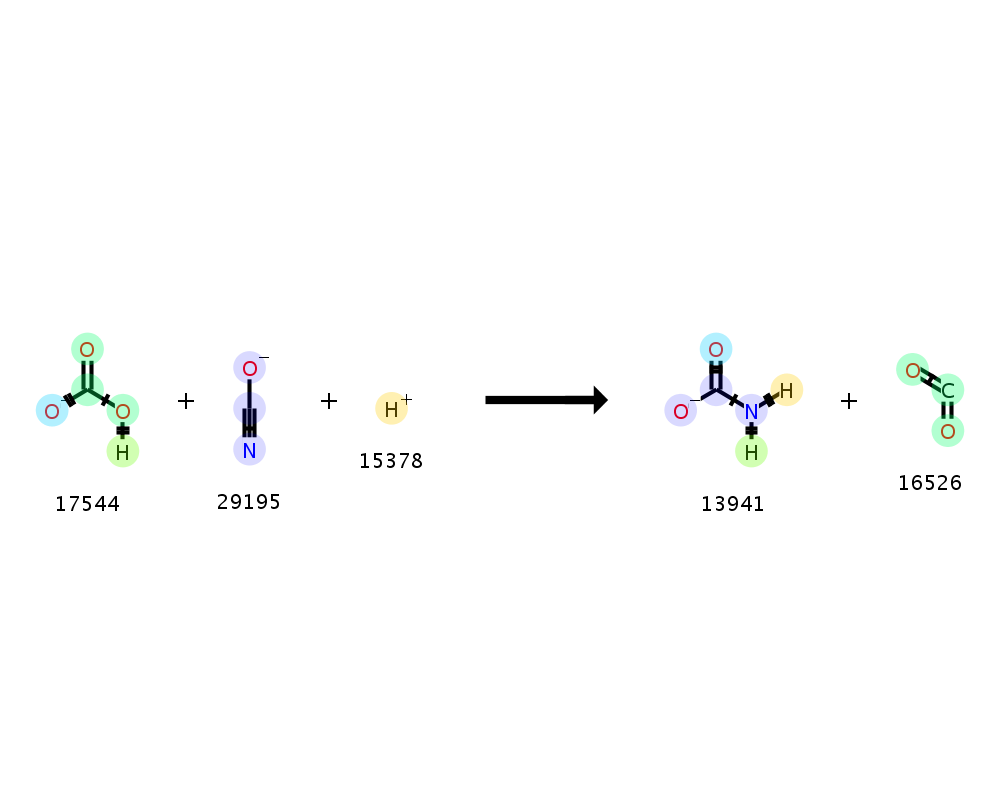 O
O⁻ O
H
17544
+
O⁻
N
29195
+
H⁺
15378
O
O⁻ N H
H
13941
+
O C
O
16526